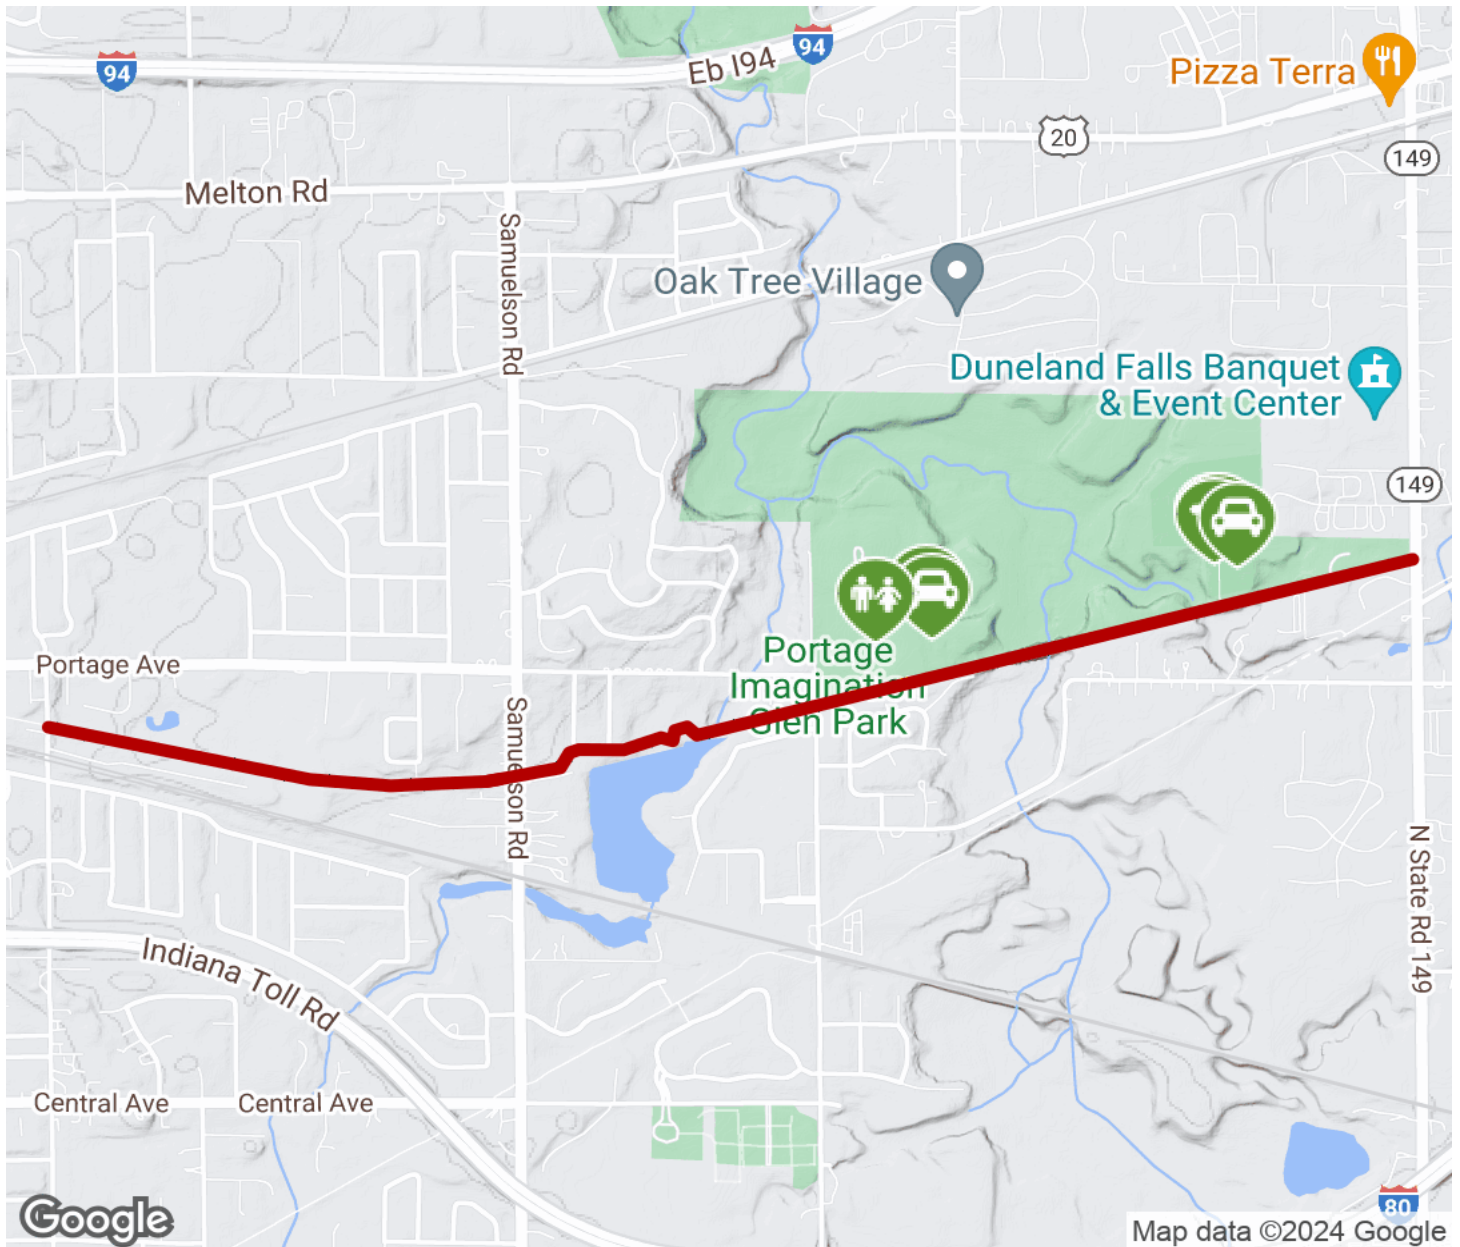 94
Eb I94
94
Pizza Terra
20
149
Melton Rd
Samuelson Rd
Oak Tree Village
Duneland Falls Banquet
& Event Center
149
Portage Ave
Portage
Imagination
Glen Park
Samuelson Rd
N State Rd 149
Indiana Toll Rd
Central Ave
Central Ave
80
Google
Map data ©2024 Google